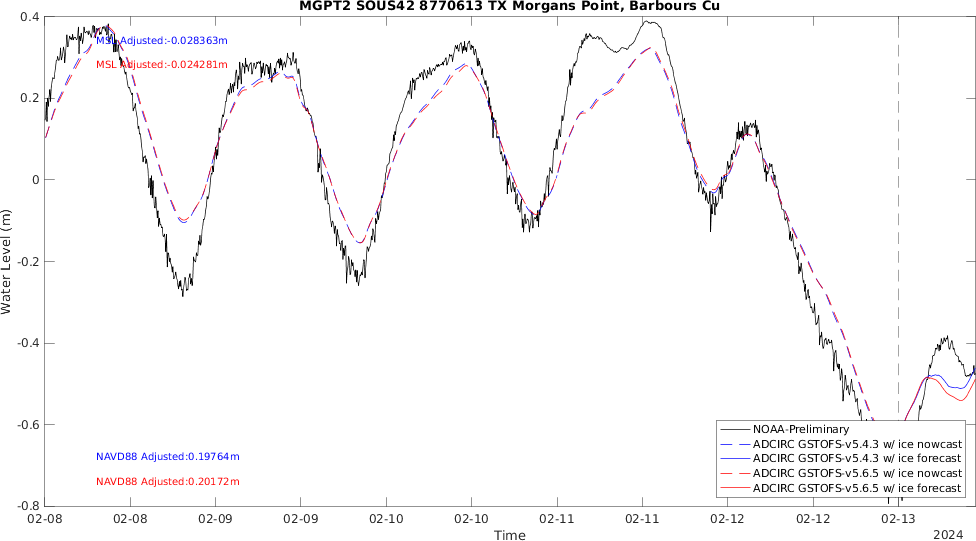 MGPT2 SOUS42 8770613 TX Morgans Point, Barbours Cu
0.4
MSL Adjusted:-0.028363m
MSL Adjusted:-0.024281m
0.2
0
-0.2
Water Level (m)
-0.4
-0.6
NOAA-Preliminary
ADCIRC GSTOFS-v5.4.3 w/ ice nowcast
ADCIRC GSTOFS-v5.4.3 w/ ice forecast
ADCIRC GSTOFS-v5.6.5 w/ ice nowcast
ADCIRC GSTOFS-v5.6.5 w/ ice forecast
NAVD88 Adjusted:0.19764m
NAVD88 Adjusted:0.20172m
-0.8
02-08 02-08 02-09 02-09 02-10 02-10 02-11 02-11 02-12 02-12 02-13
Time
2024